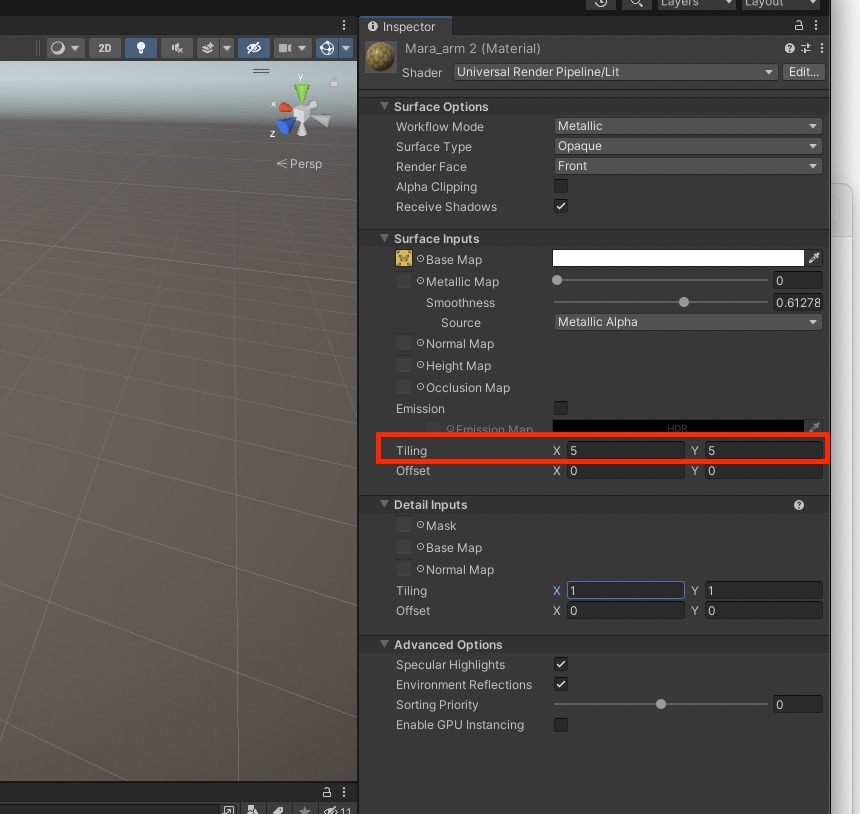 Layers
Layout
Inspector
2D
Mara_arm 2 (Material)
Shader Universal Render Pipeline/Lit Edit...
y
x
z
Persp
Surface Options
Workflow Mode Metallic
Surface Type Opaque
Render Face Front
Alpha Clipping
Receive Shadows
Surface Inputs
Base Map
Metallic Map 0
Smoothness 0.61278
Source Metallic Alpha
Normal Map
Height Map
Occlusion Map
Emission
Emission Map HDR
Tiling X 5 Y 5
Offset X 0 Y 0
Detail Inputs
Mask
Base Map
Normal Map
Tiling X 1 Y 1
Offset X 0 Y 0
Advanced Options
Specular Highlights
Environment Reflections
Sorting Priority 0
Enable GPU Instancing
11